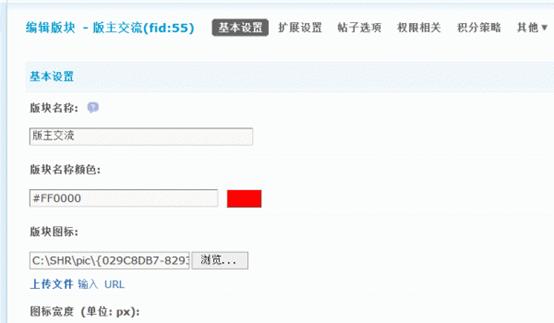 编辑版块 - 版主交流(fid:55) 基本设置 扩展设置 帖子选项 权限相关 积分策略 其他
基本设置
版块名称: ?
版主交流
版块名称颜色:
#FF0000
版块图标:
C:\SHR\pic\{029C8DB7-8293 浏览...
上传文件 输入 URL
图标宽度 (单位: px):